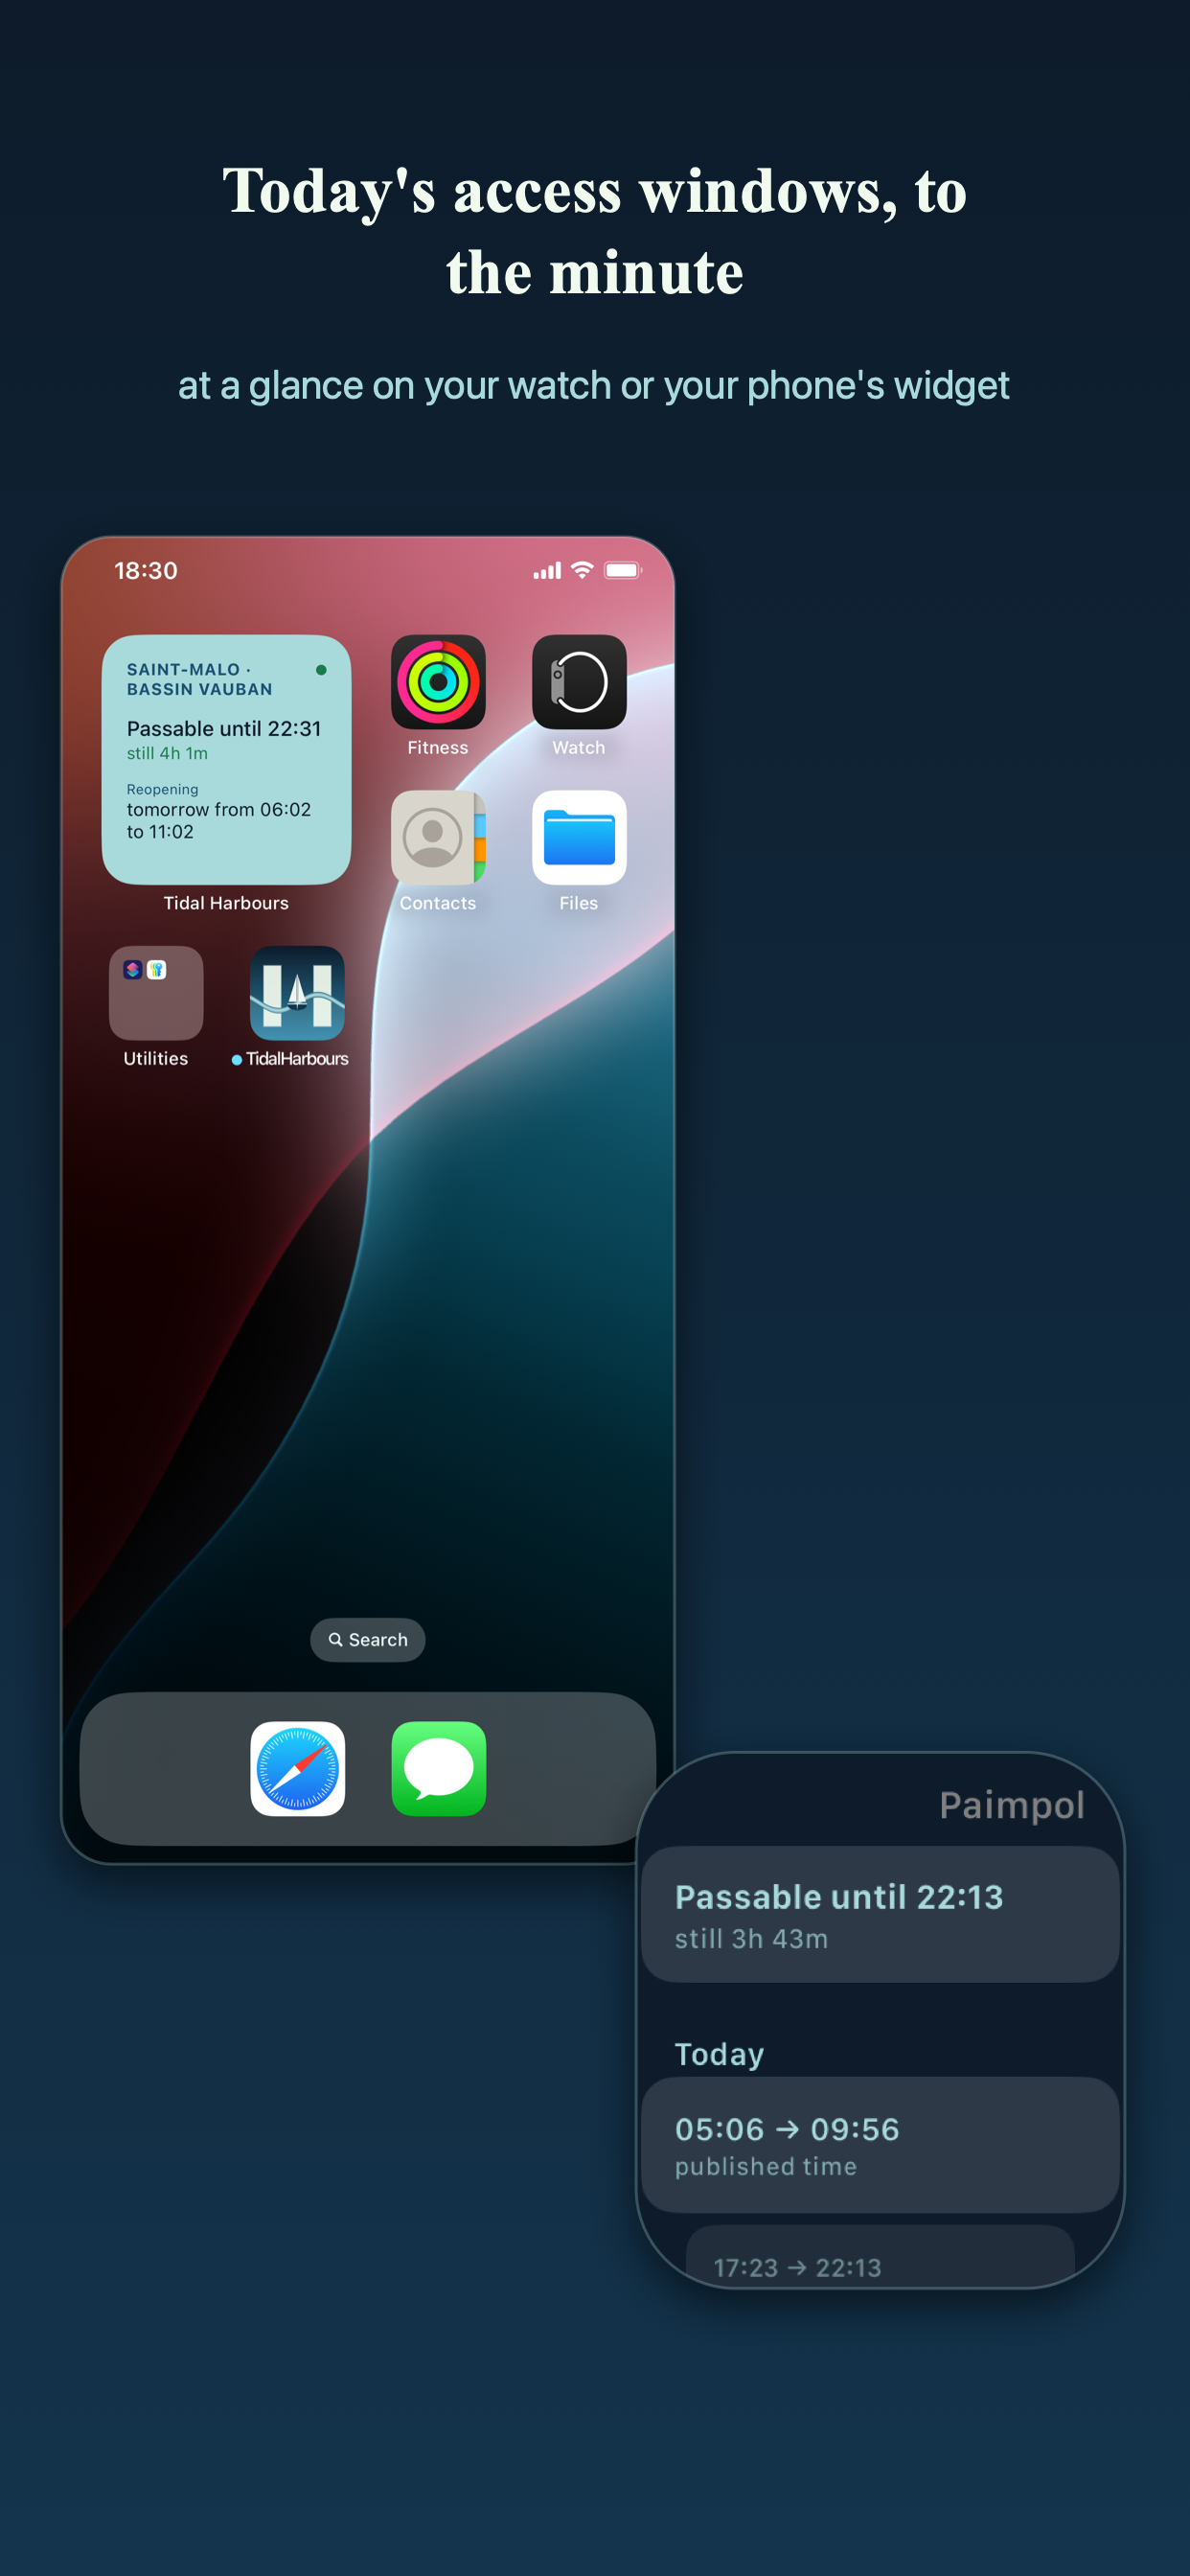 Today's access windows, to
the minute
at a glance on your watch or your phone's widget
18:30
SAINT-MALO ·
BASSIN VAUBAN
Passable until 22:31
still 4h 1m
Reopening
tomorrow from 06:02
to 11:02
Tidal Harbours
Fitness
Watch
Contacts
Files
Utilities
TidalHarbours
Search
Paimpol
Passable until 22:13
still 3h 43m
Today
05:06 → 09:56
published time
17:23 → 22:13